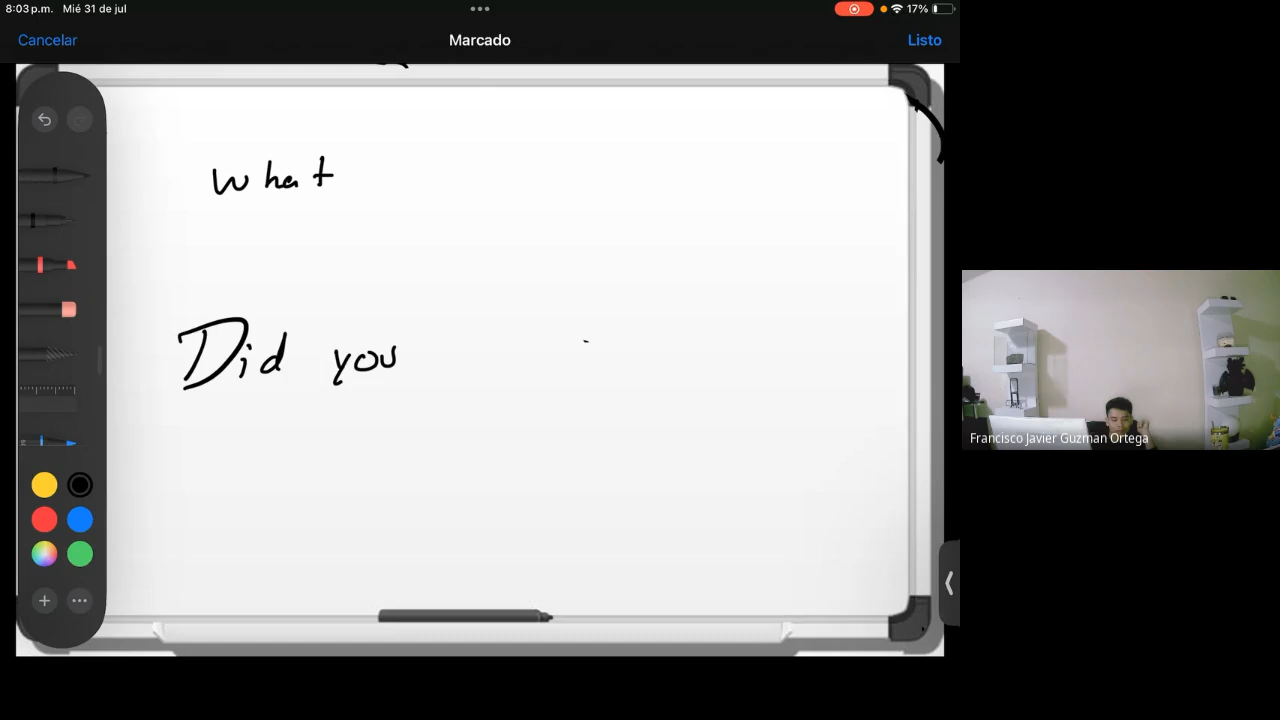 8:03 p.m. Mié 31 de jul 17%
Cancelar Marcado Listo
What
Did you
Francisco Javier Guzman Ortega